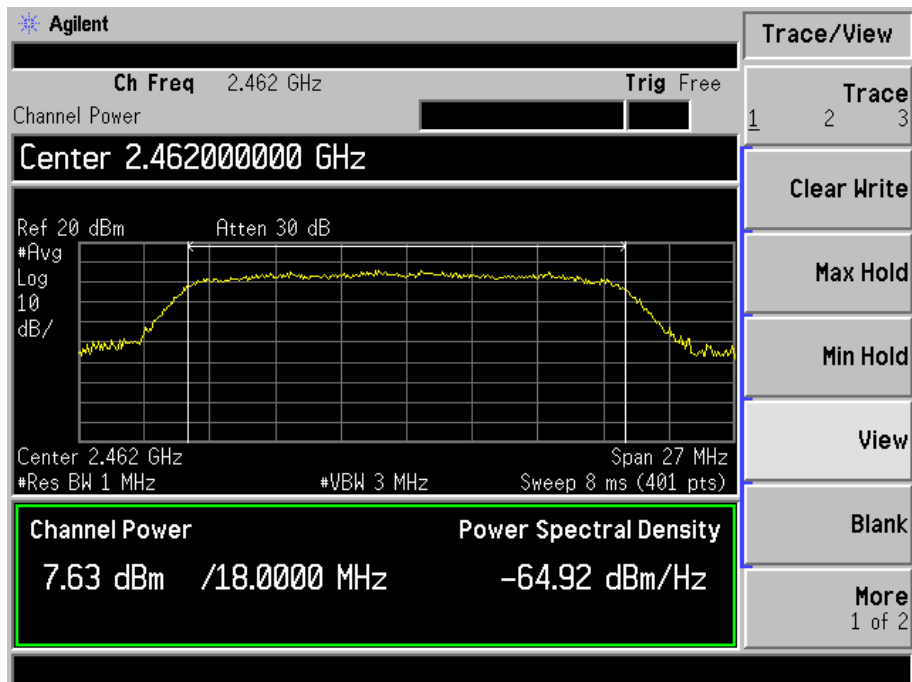 Agilent
Trace/View
Ch Freq 2.462 GHz Trig Free
Channel Power
Trace
1 2 3
Center 2.462000000 GHz
Clear Write
Ref 20 dBm Atten 30 dB
#Avg
Log
10
dB/
Max Hold
Min Hold
View
Center 2.462 GHz Span 27 MHz
#Res BW 1 MHz #VBW 3 MHz Sweep 8 ms (401 pts)
Channel Power Power Spectral Density
Blank
7.63 dBm /18.0000 MHz -64.92 dBm/Hz
More
1 of 2